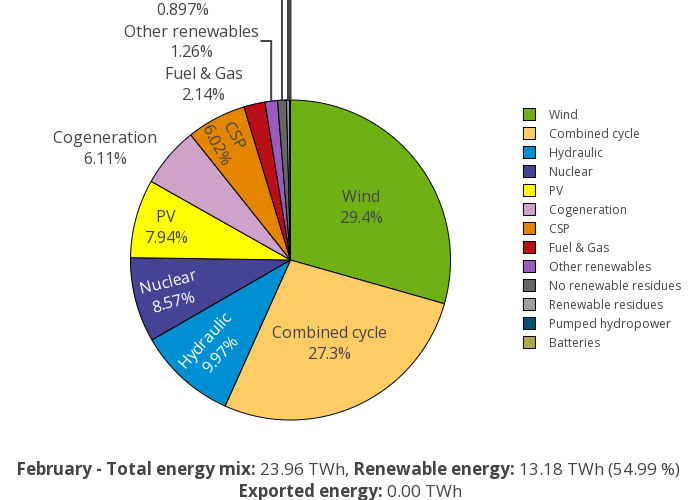 0.897%
Other renewables
1.26%
Fuel & Gas
2.14%
Cogeneration
6.11%
CSP
6.02%
Wind
29.4%
PV
7.94%
Nuclear
8.57%
Hydraulic
9.97%
Combined cycle
27.3%
Wind
Combined cycle
Hydraulic
Nuclear
PV
Cogeneration
CSP
Fuel & Gas
Other renewables
No renewable residues
Renewable residues
Pumped hydropower
Batteries
February - Total energy mix: 23.96 TWh, Renewable energy: 13.18 TWh (54.99 %)
Exported energy: 0.00 TWh